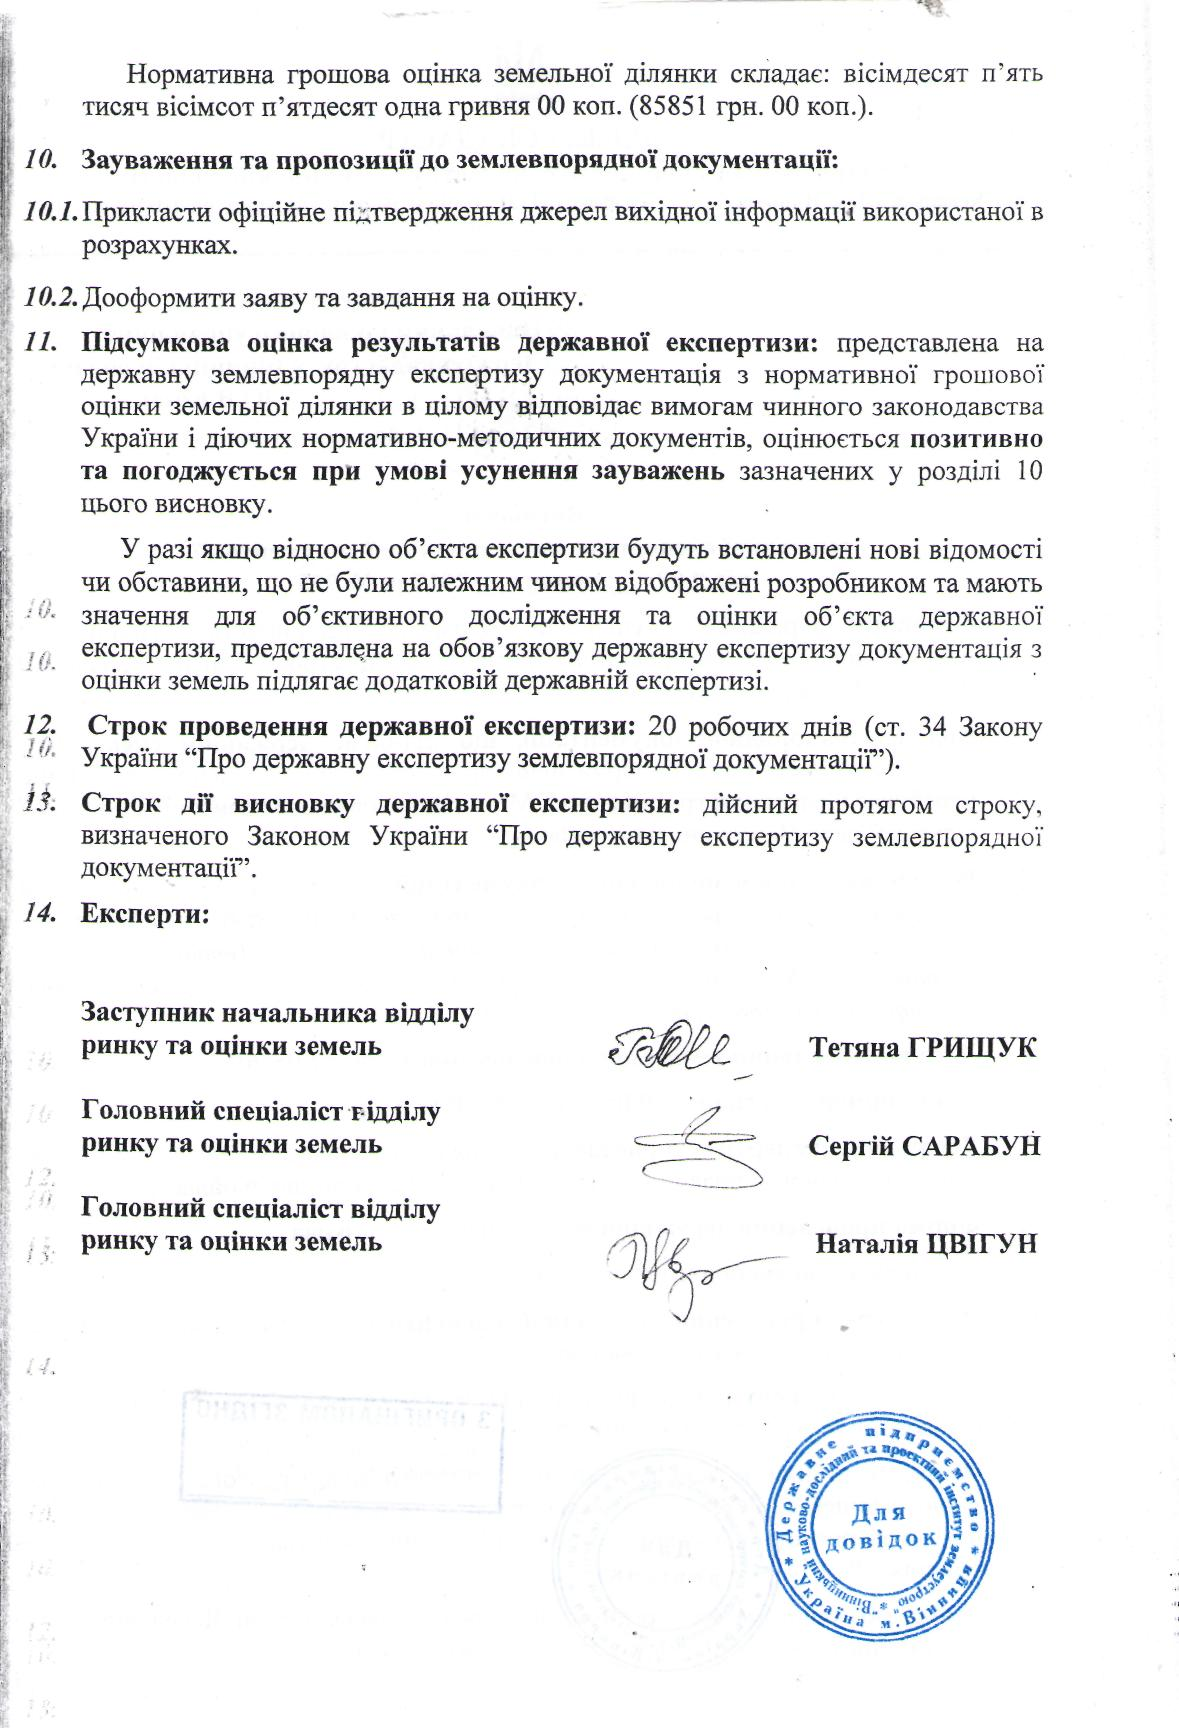 Нормативна грошова оцінка земельної ділянки складає: вісімдесят п’ять
тисяч вісімсот п’ятдесят одна гривня 00 коп. (85851 грн. 00 коп.).
10. Зауваження та пропозиції до землевпорядної документації:
10.1. Прикласти офіційне підтвердження джерел вихідної інформації використаної в
розрахунках.
10.2. Дооформити заяву та завдання на оцінку.
11. Підсумкова оцінка результатів державної експертизи: представлена на
державну землевпорядну експертизу документація з нормативної грошової
оцінки земельної ділянки в цілому відповідає вимогам чинного законодавства
України і діючих нормативно-методичних документів, оцінюється позитивно
та погоджується при умові усунення зауважень зазначених у розділі 10
цього висновку.
У разі якщо відносно об’єкта експертизи будуть встановлені нові відомості
чи обставини, що не були належним чином відображені розробником та мають
значення для об’єктивного дослідження та оцінки об’єкта державної
експертизи, представлена на обов’язкову державну експертизу документація з
оцінки земель підлягає додатковій державній експертизі.
12. Строк проведення державної експертизи: 20 робочих днів (ст. 34 Закону
України “Про державну експертизу землевпорядної документації”).
13. Строк дії висновку державної експертизи: дійсний протягом строку,
визначеного Законом України “Про державну експертизу землевпорядної
документації”.
14. Експерти:
Заступник начальника відділу
ринку та оцінки земель Тетяна ГРИЩУК
Головний спеціаліст відділу
ринку та оцінки земель Сергій САРАБУН
Головний спеціаліст відділу
ринку та оцінки земель Наталія ЦВІГУН
З ОРИГІНАЛОМ ЗГІДНО
* Державне підприємство *
науково-дослідний та проектний інститут землеустрою" * "Вінницький
Для
довідок
Україна м.Вінниц